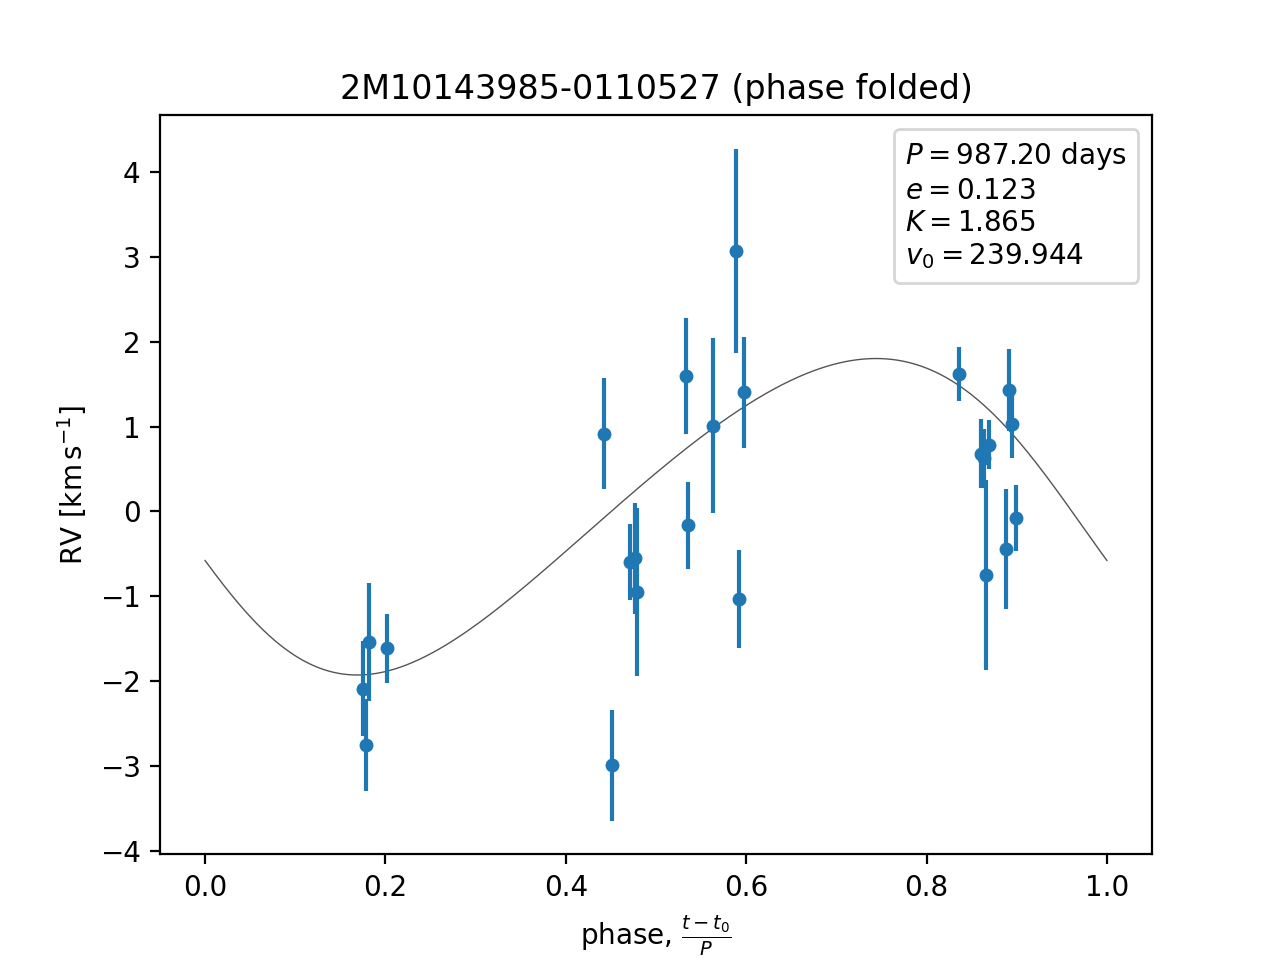 2M10143985-0110527 (phase folded)
P = 987.20 days
e = 0.123
K = 1.865
v₀ = 239.944
RV [km s⁻¹]
4
3
2
1
0
−1
−2
−3
−4
0.0 0.2 0.4 0.6 0.8 1.0
phase, (t − t₀)/P